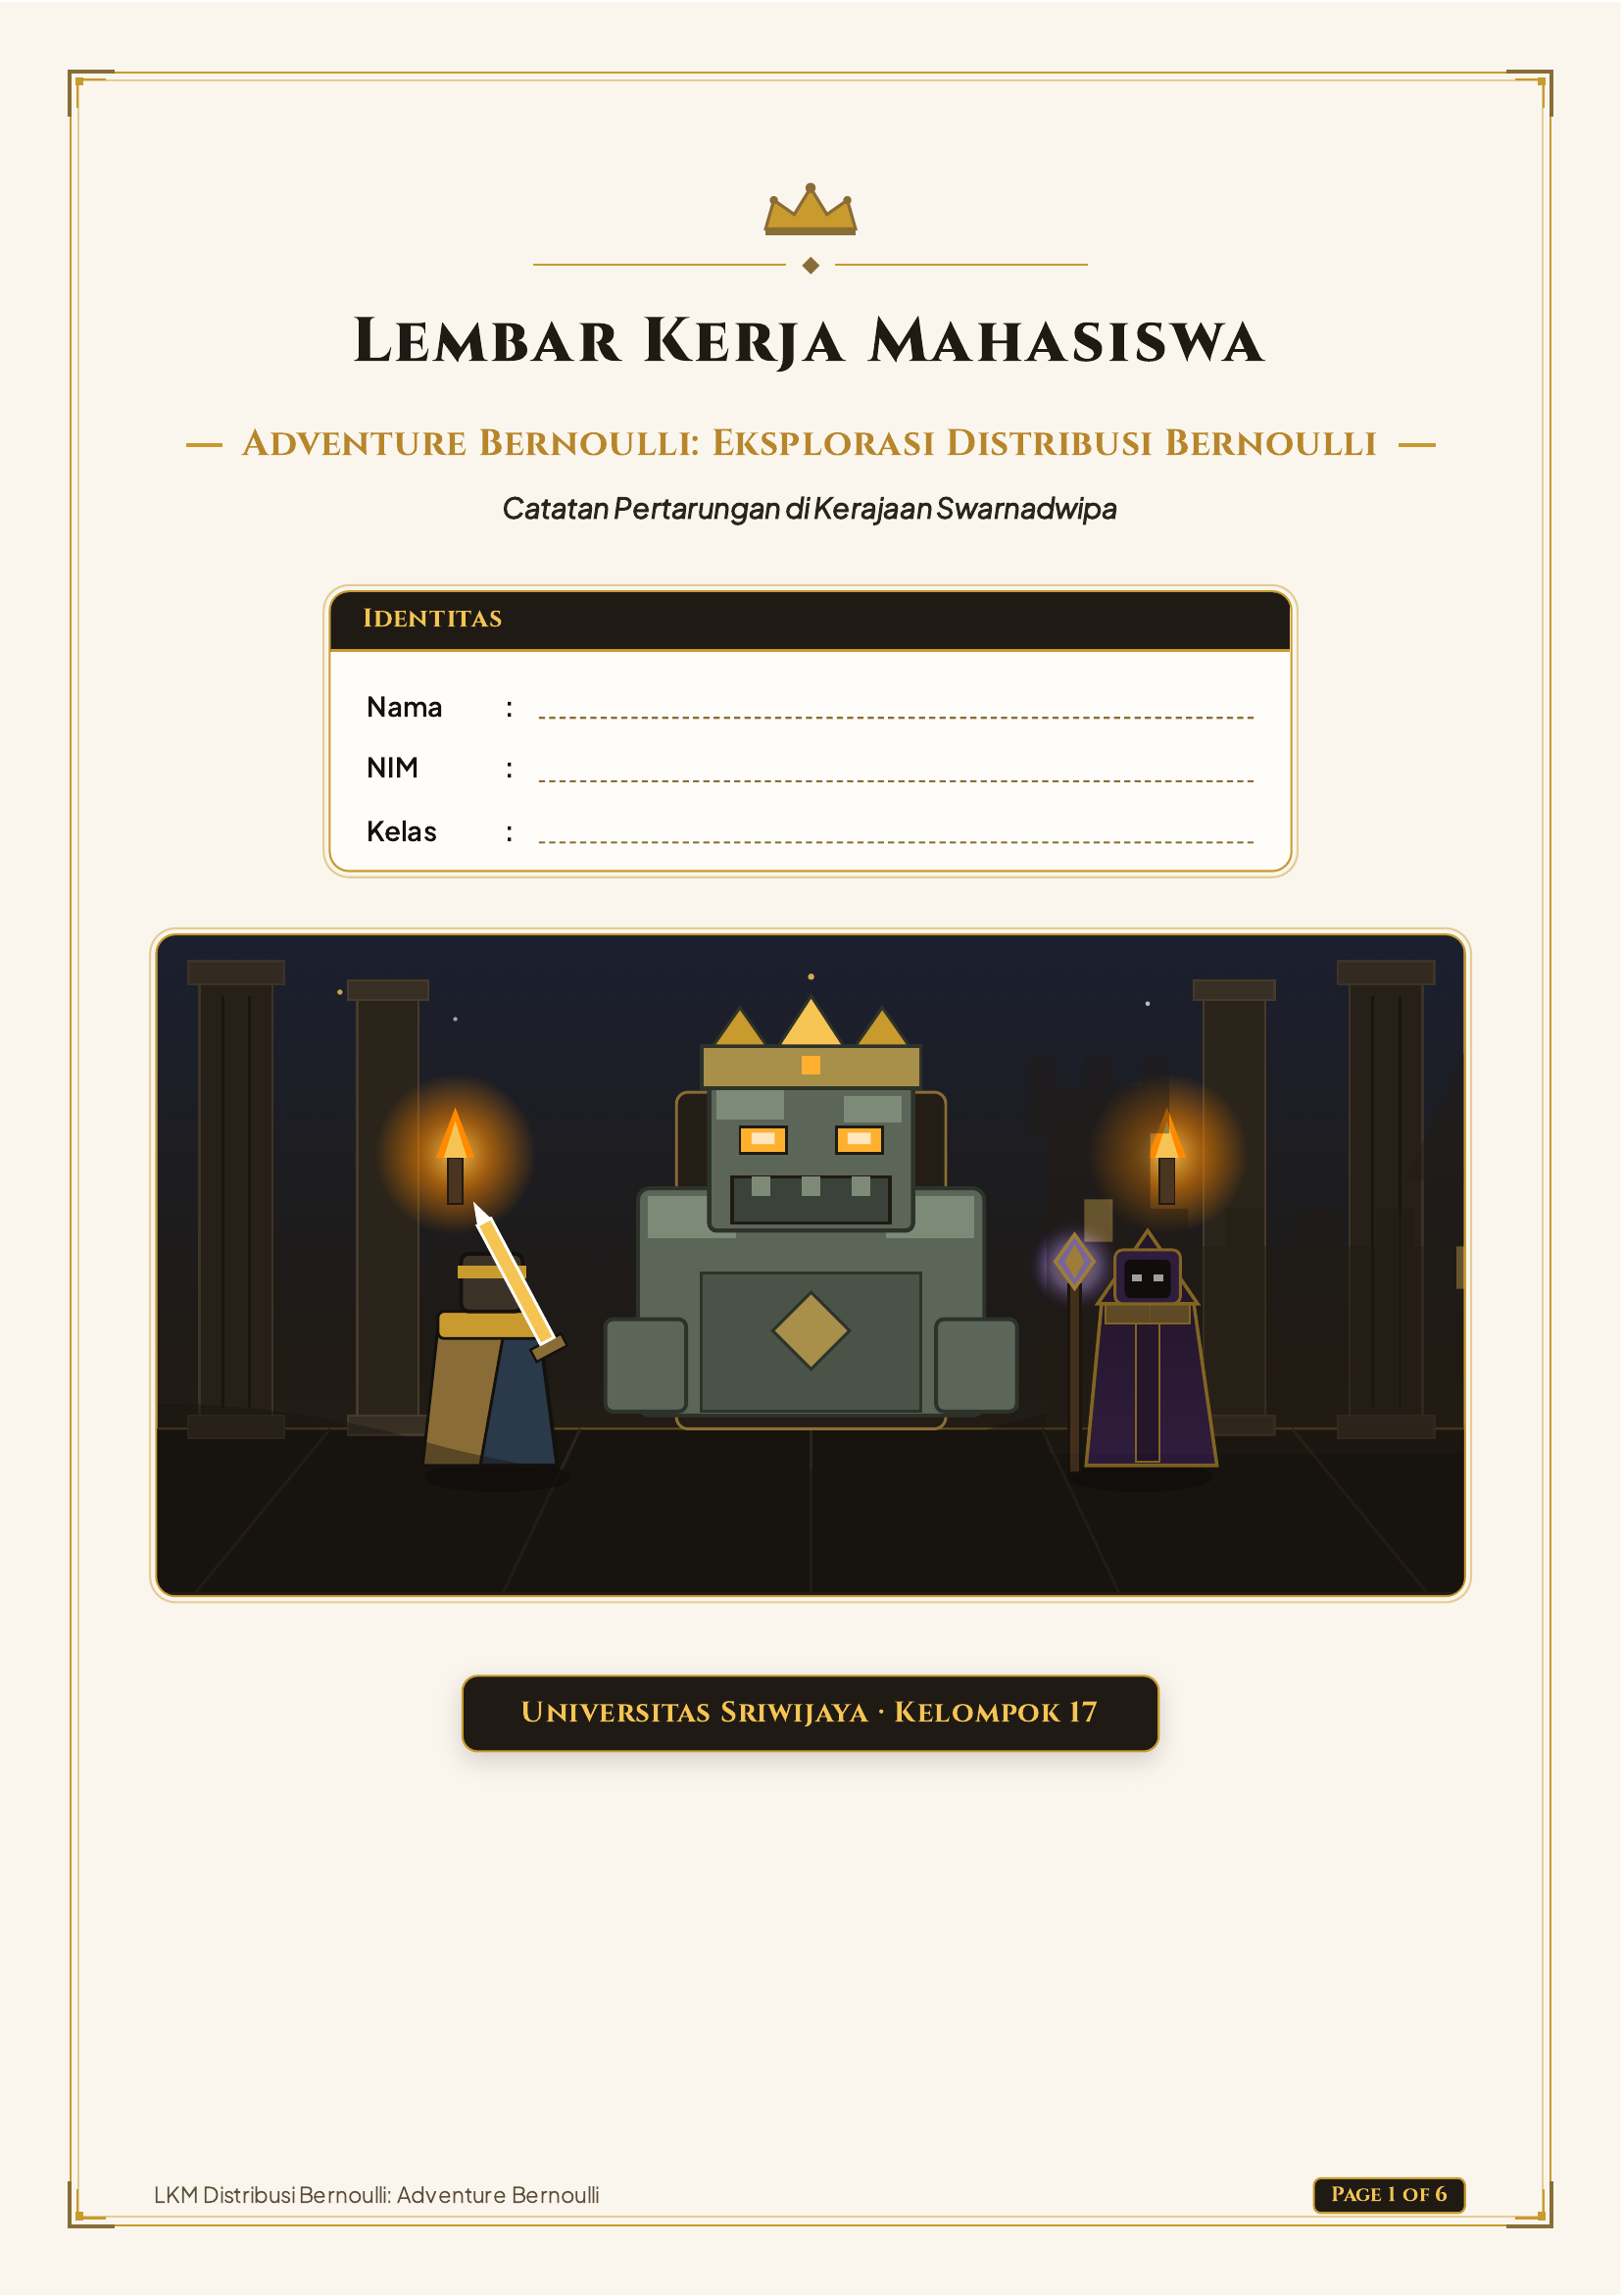 Lembar Kerja Mahasiswa
— Adventure Bernoulli: Eksplorasi Distribusi Bernoulli —
Catatan Pertarungan di Kerajaan Swarnadwipa
Identitas
Nama :
NIM :
Kelas :
Universitas Sriwijaya · Kelompok 17
LKM Distribusi Bernoulli: Adventure Bernoulli
Page 1 of 6